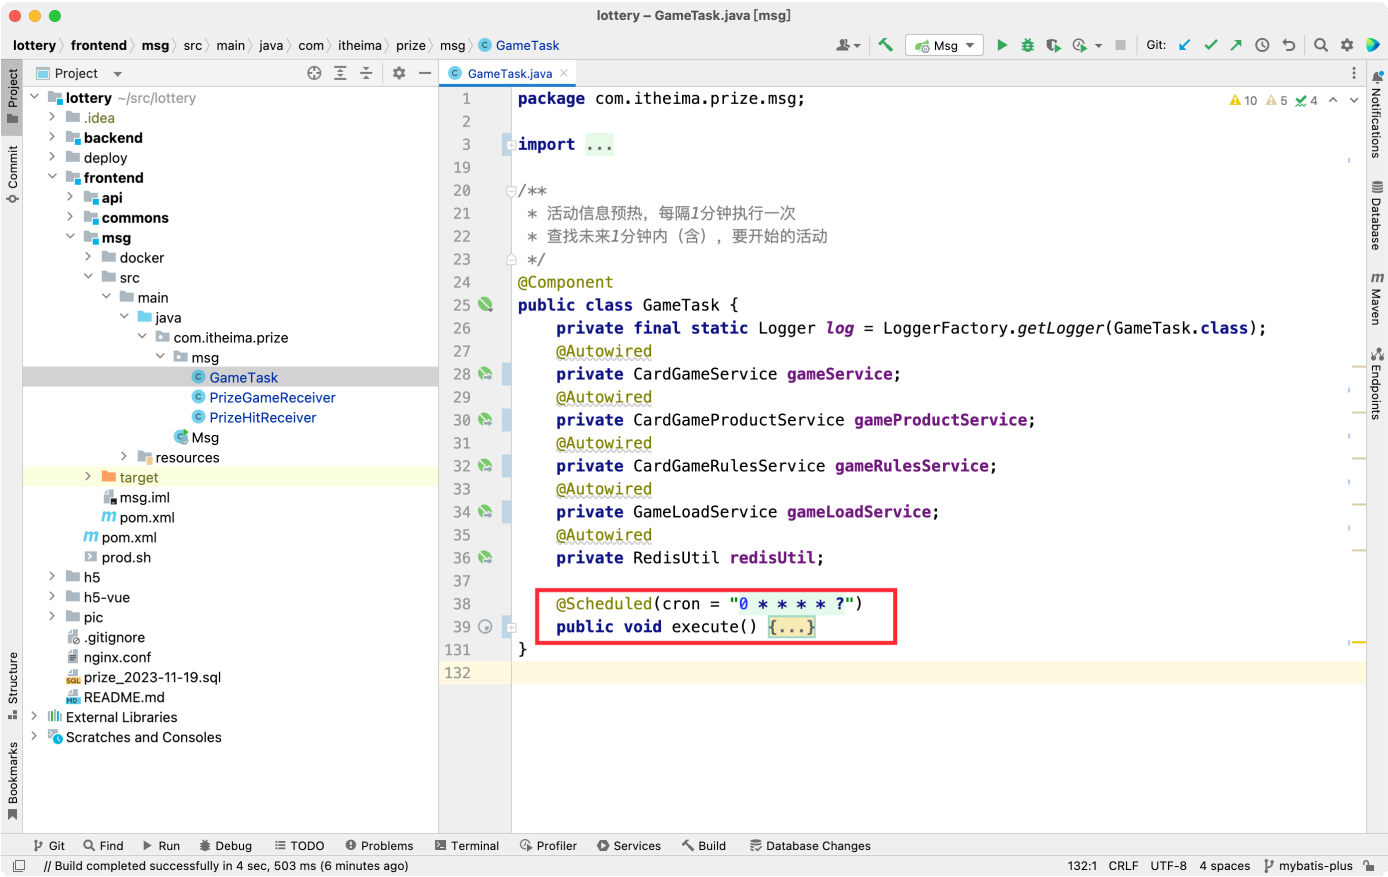 lottery – GameTask.java [msg]
lottery frontend msg src main java com itheima prize msg GameTask
Msg
Git:
Project
GameTask.java
Project
Commit
Structure
Bookmarks
lottery ~/src/lottery
.idea
backend
deploy
frontend
api
commons
msg
docker
src
main
java
com.itheima.prize
msg
GameTask
PrizeGameReceiver
PrizeHitReceiver
Msg
resources
target
msg.iml
pom.xml
pom.xml
prod.sh
h5
h5-vue
pic
.gitignore
nginx.conf
prize_2023-11-19.sql
README.md
External Libraries
Scratches and Consoles
10 5 4
1 package com.itheima.prize.msg;
2
3 import ...
19
20 /**
21 * 活动信息预热，每隔1分钟执行一次
22 * 查找未来1分钟内（含），要开始的活动
23 */
24 @Component
25 public class GameTask {
26 private final static Logger log = LoggerFactory.getLogger(GameTask.class);
27 @Autowired
28 private CardGameService gameService;
29 @Autowired
30 private CardGameProductService gameProductService;
31 @Autowired
32 private CardGameRulesService gameRulesService;
33 @Autowired
34 private GameLoadService gameLoadService;
35 @Autowired
36 private RedisUtil redisUtil;
37
38 @Scheduled(cron = "0 * * * * ?")
39 public void execute() {...}
131 }
132
Notifications
Database
Maven
Endpoints
Git Find Run Debug TODO Problems Terminal Profiler Services Build Database Changes
// Build completed successfully in 4 sec, 503 ms (6 minutes ago)
132:1 CRLF UTF-8 4 spaces mybatis-plus